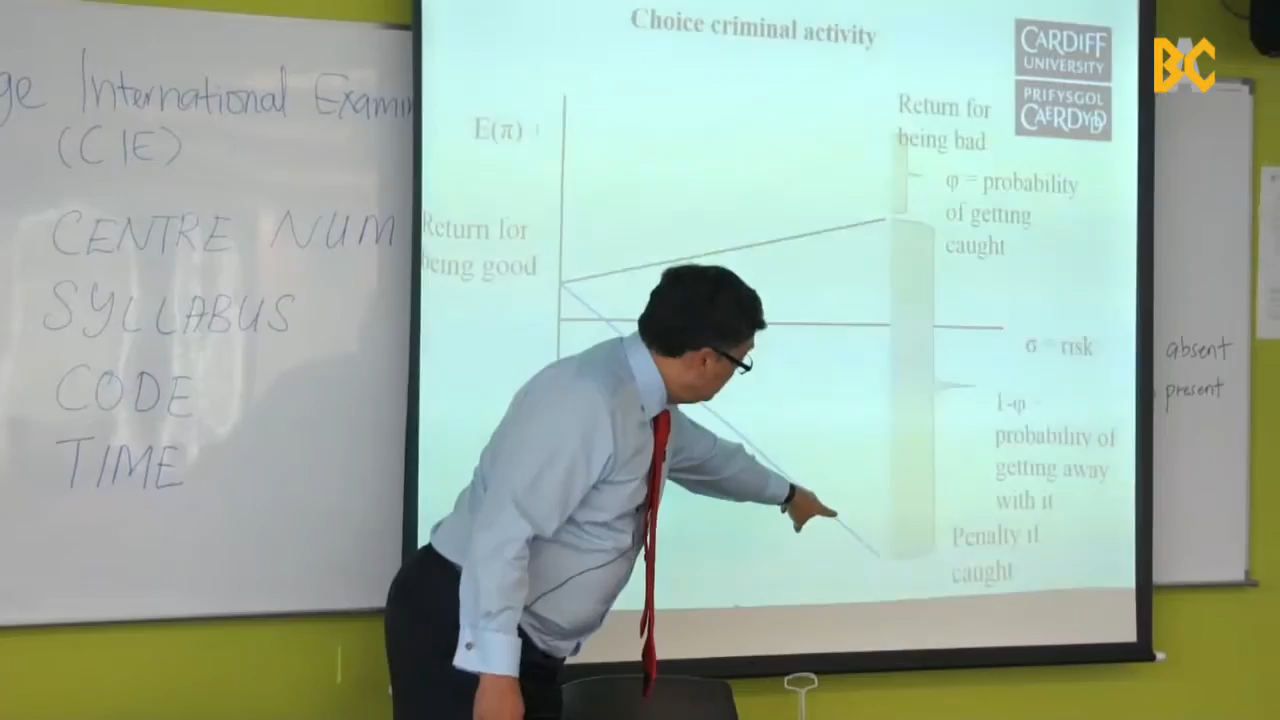 ge International Examin
(CIE)
CENTRE NUM
SYLLABUS
CODE
TIME
Choice criminal activity
CARDIFF
UNIVERSITY
PRIFYSGOL
CAERDYDD
BAC
E(π)
Return for
being good
Return for
being bad
φ = probability
of getting
caught
σ = risk
1-φ
probability of
getting away
with it
Penalty if
caught
absent
present